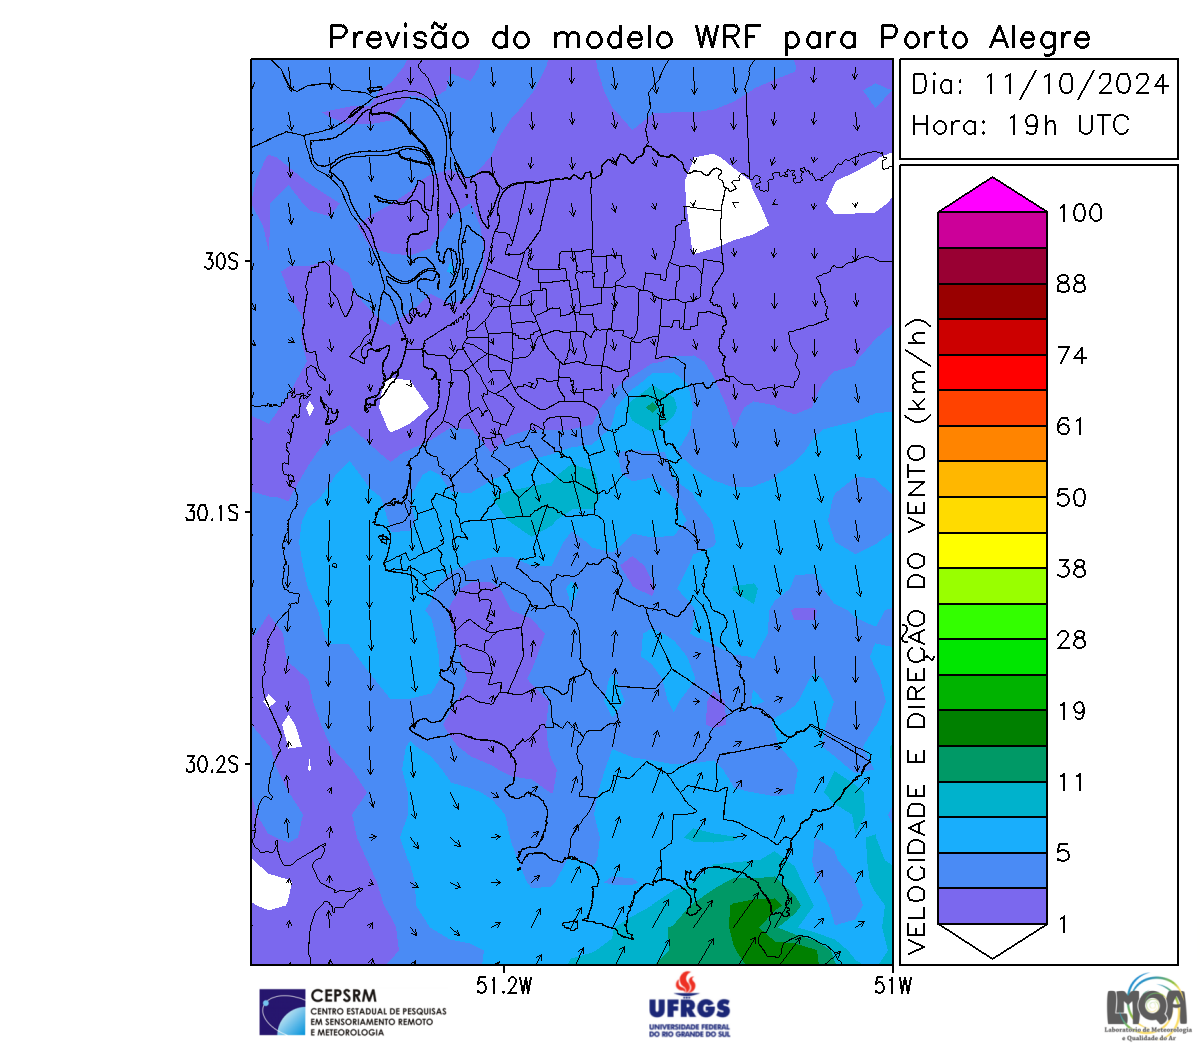 Previsão do modelo WRF para Porto Alegre
Dia: 11/10/2024
Hora: 19h UTC
30S
30.1S
30.2S
51.2W
51W
VELOCIDADE E DIREÇÃO DO VENTO (km/h)
100
88
74
61
50
38
28
19
11
5
1
CEPSRM
CENTRO ESTADUAL DE PESQUISAS
EM SENSORIAMENTO REMOTO
E METEOROLOGIA
UFRGS
UNIVERSIDADE FEDERAL
DO RIO GRANDE DO SUL
LMQA
Laboratório de Meteorologia
e Qualidade do Ar